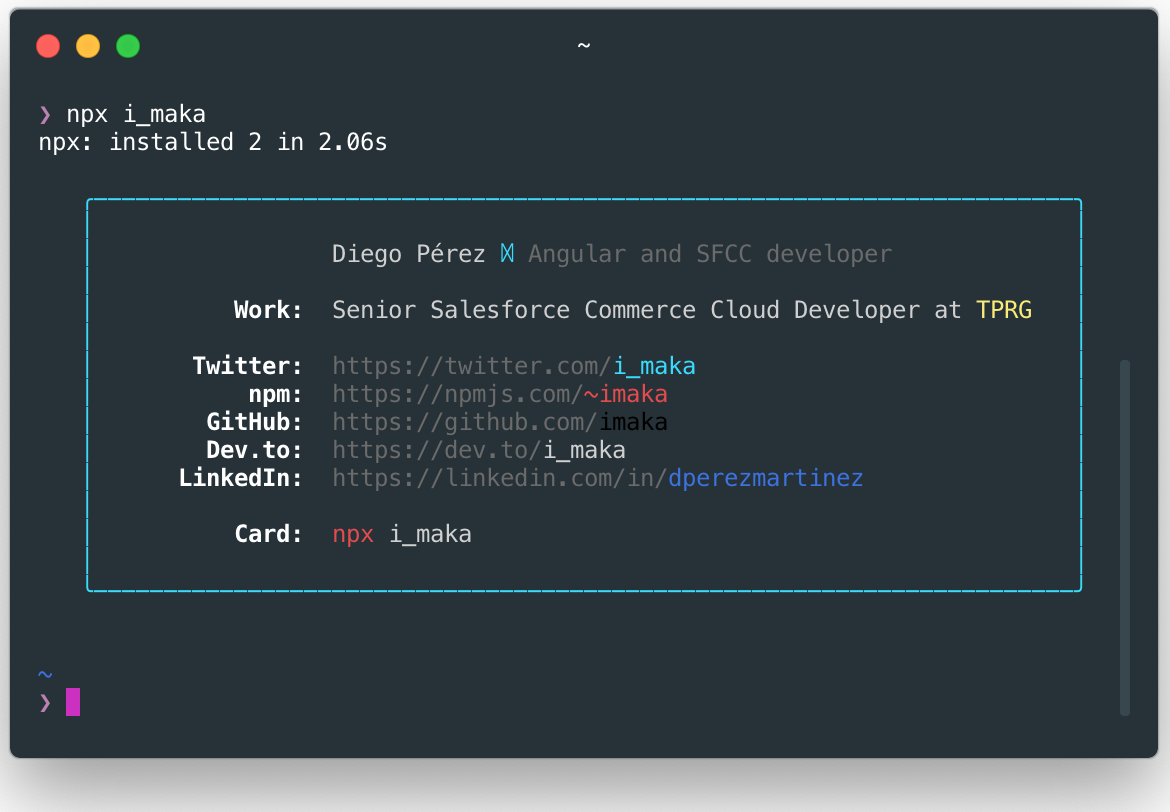 ~
❯ npx i_maka
npx: installed 2 in 2.06s
Diego Pérez ᛞ Angular and SFCC developer
Work: Senior Salesforce Commerce Cloud Developer at TPRG
Twitter: https://twitter.com/i_maka
npm: https://npmjs.com/~imaka
GitHub: https://github.com/imaka
Dev.to: https://dev.to/i_maka
LinkedIn: https://linkedin.com/in/dperezmartinez
Card: npx i_maka
~
❯